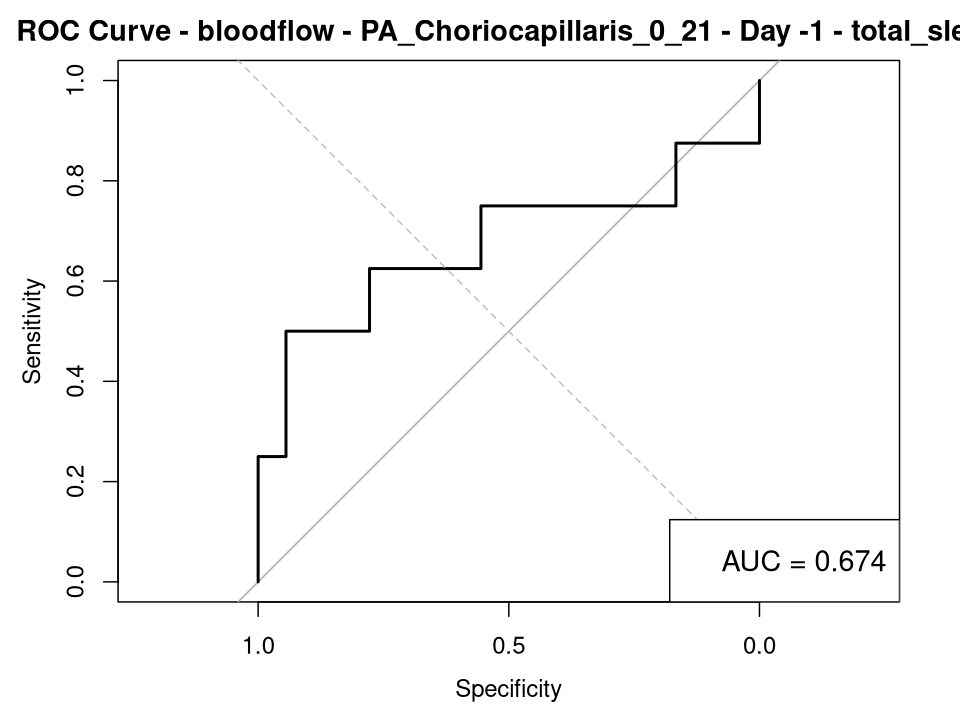 ROC Curve - bloodflow - PA_Choriocapillaris_0_21 - Day -1 - total_sle
1.0
0.8
0.6
0.4
0.2
0.0
Sensitivity
AUC = 0.674
1.0 0.5 0.0
Specificity